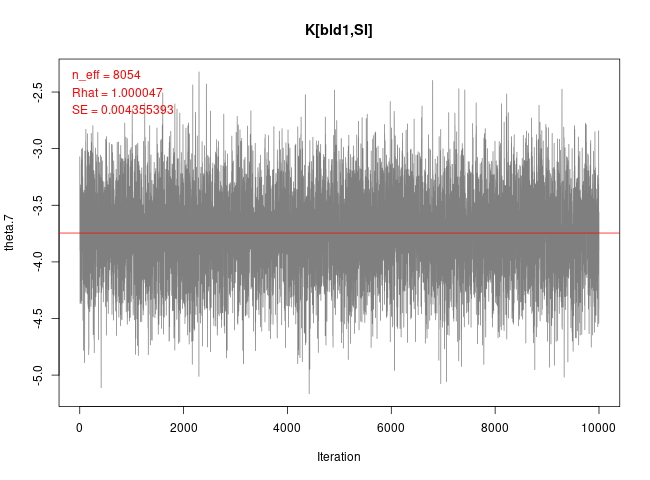 K[bld1,SI]
n_eff = 8054
Rhat = 1.000047
SE = 0.004355393
-2.5
-3.0
-3.5
-4.0
-4.5
-5.0
theta.7
0 2000 4000 6000 8000 10000
Iteration